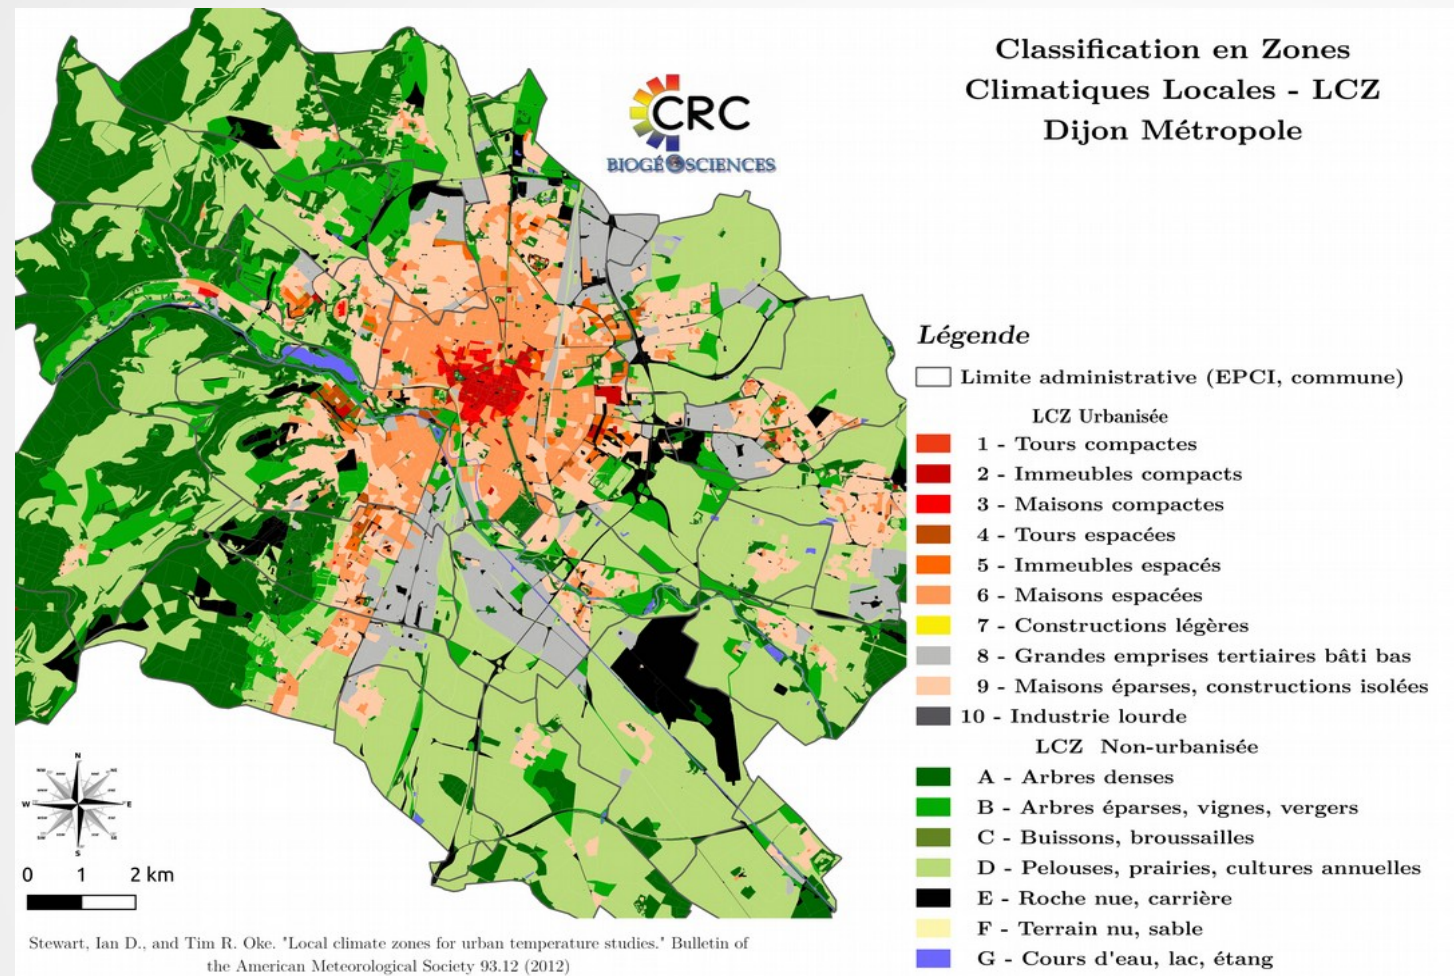 Classification en Zones
Climatiques Locales - LCZ
Dijon Métropole
CRC
BIOGÉOSCIENCES
Légende
Limite administrative (EPCI, commune)
LCZ Urbanisée
1 - Tours compactes
2 - Immeubles compacts
3 - Maisons compactes
4 - Tours espacées
5 - Immeubles espacés
6 - Maisons espacées
7 - Constructions légères
8 - Grandes emprises tertiaires bâti bas
9 - Maisons éparses, constructions isolées
10 - Industrie lourde
LCZ Non-urbanisée
A - Arbres denses
B - Arbres éparses, vignes, vergers
C - Buissons, broussailles
D - Pelouses, prairies, cultures annuelles
E - Roche nue, carrière
F - Terrain nu, sable
G - Cours d'eau, lac, étang
N
W E
S
0 1 2 km
Stewart, Ian D., and Tim R. Oke. "Local climate zones for urban temperature studies." Bulletin of
the American Meteorological Society 93.12 (2012)